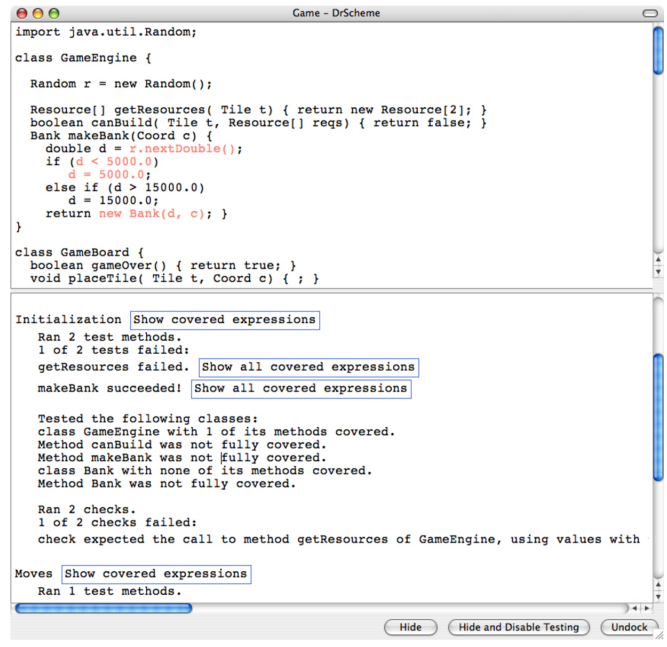 Game - DrScheme
import java.util.Random;
class GameEngine {
Random r = new Random();
Resource[] getResources( Tile t) { return new Resource[2]; }
boolean canBuild( Tile t, Resource[] reqs) { return false; }
Bank makeBank(Coord c) {
double d = r.nextDouble();
if (d < 5000.0)
d = 5000.0;
else if (d > 15000.0)
d = 15000.0;
return new Bank(d, c); }
}
class GameBoard {
boolean gameOver() { return true; }
void placeTile( Tile t, Coord c) { ; }
Initialization Show covered expressions
Ran 2 test methods.
1 of 2 tests failed:
getResources failed. Show all covered expressions
makeBank succeeded! Show all covered expressions
Tested the following classes:
class GameEngine with 1 of its methods covered.
Method canBuild was not fully covered.
Method makeBank was not fully covered.
class Bank with none of its methods covered.
Method Bank was not fully covered.
Ran 2 checks.
1 of 2 checks failed:
check expected the call to method getResources of GameEngine, using values with
Moves Show covered expressions
Ran 1 test methods.
Hide Hide and Disable Testing Undock